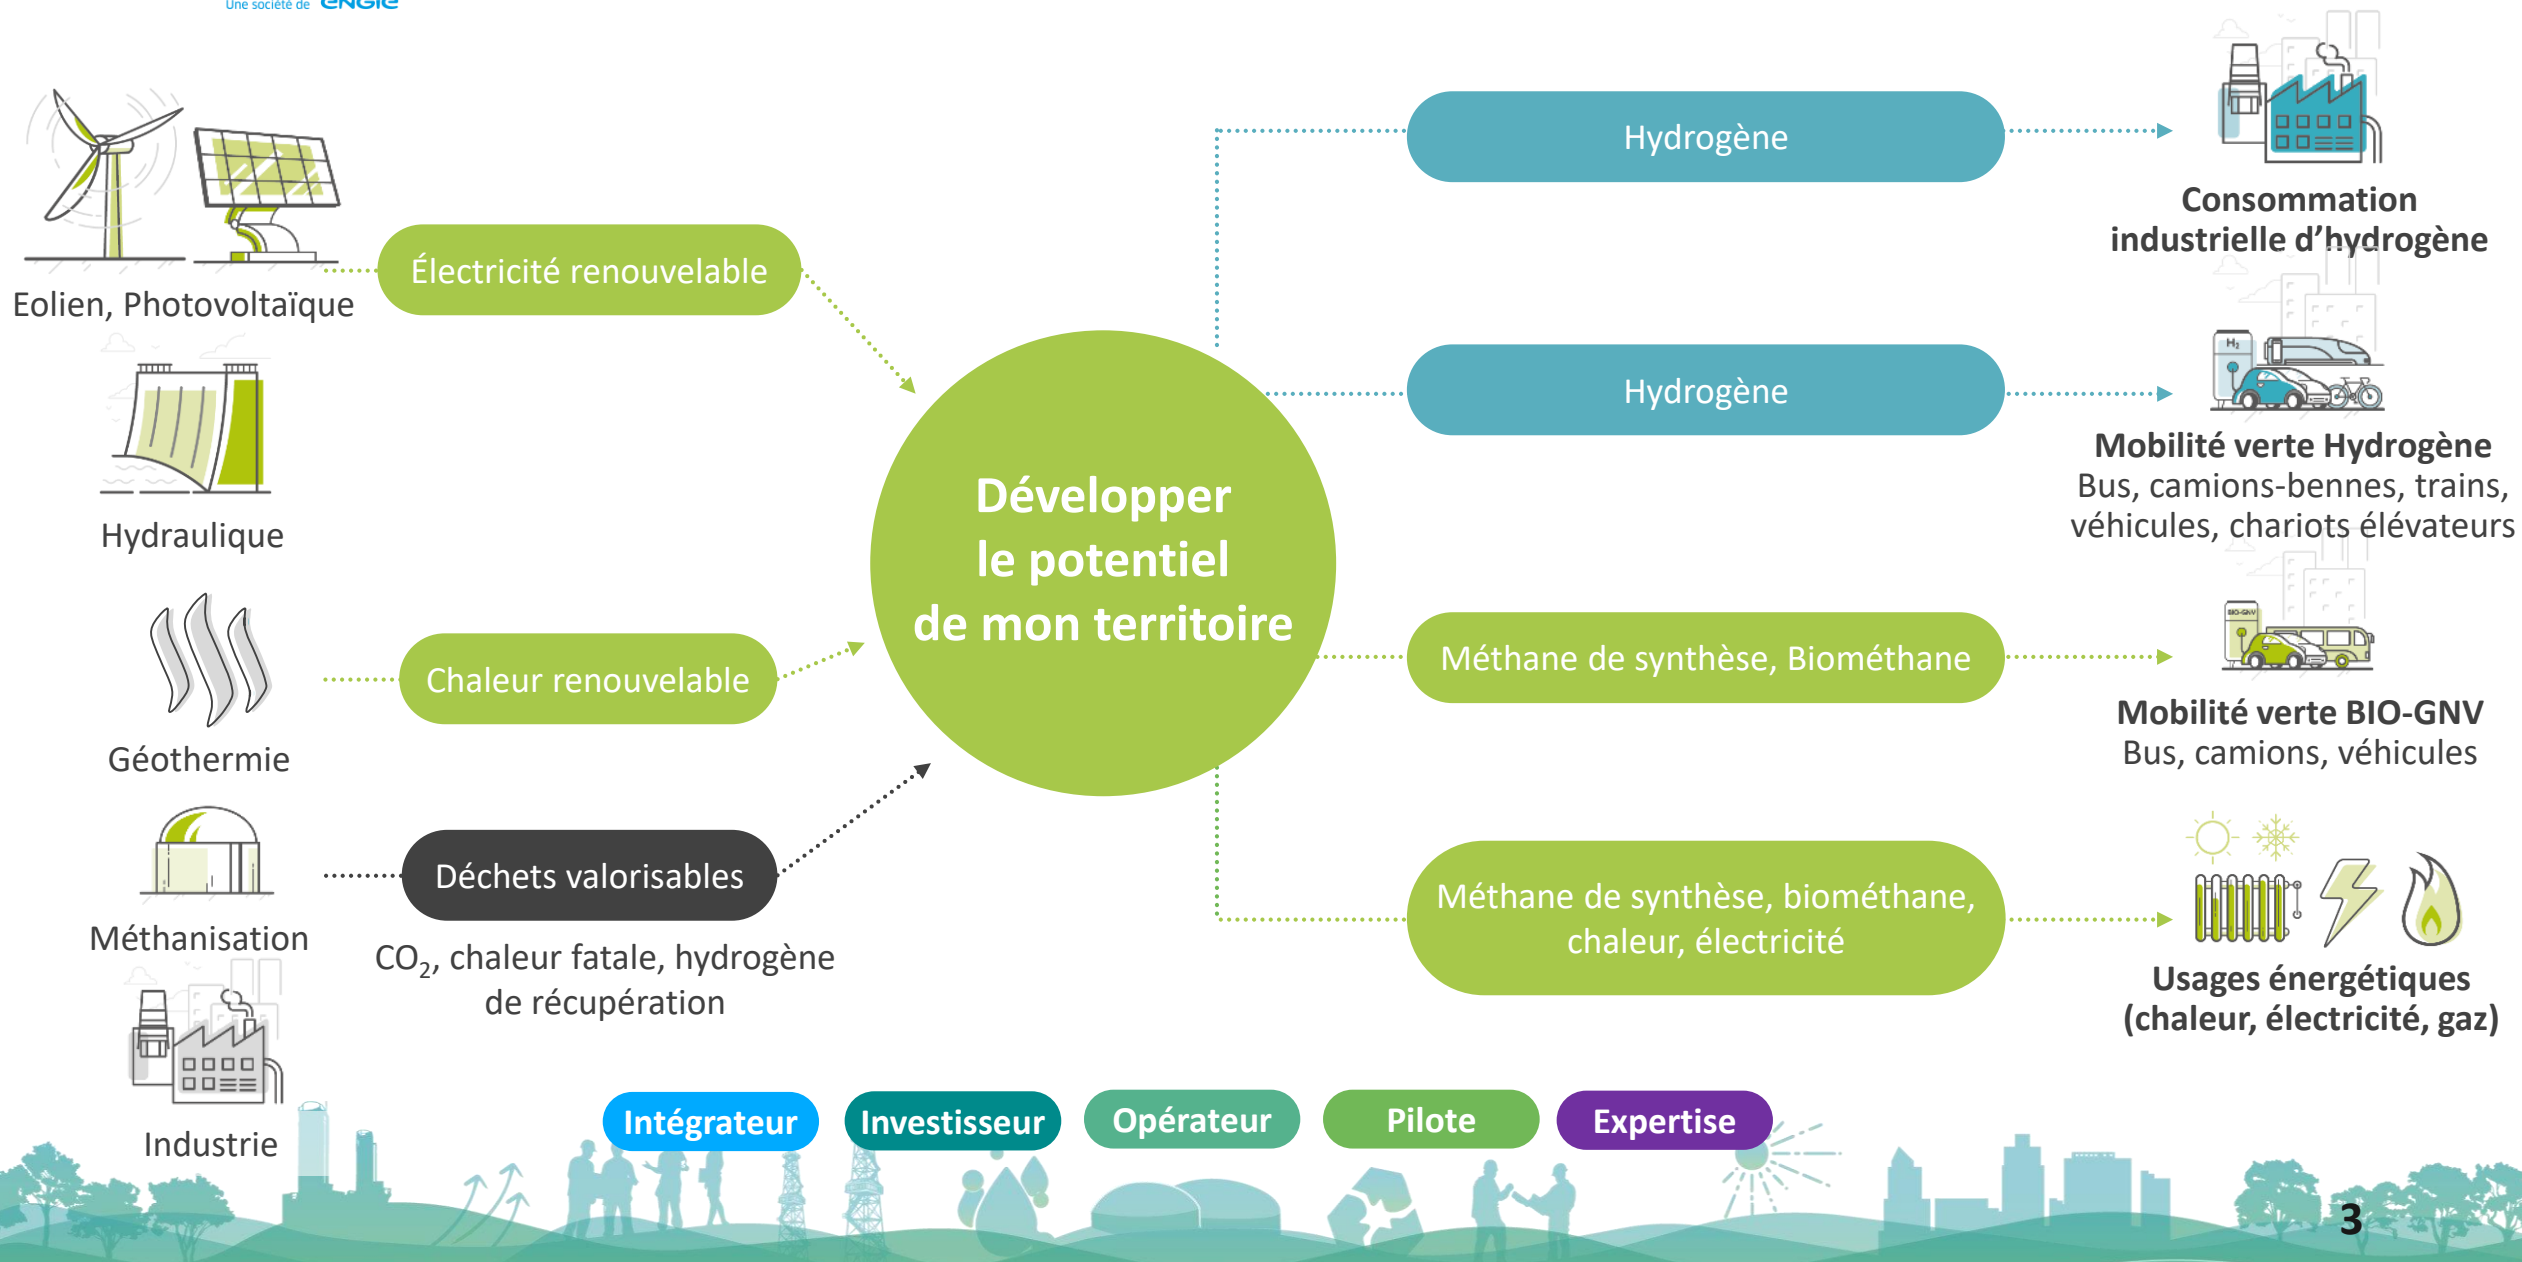 Une société de ENGIE
Eolien, Photovoltaïque
Hydraulique
Géothermie
Méthanisation
Industrie
Électricité renouvelable
Chaleur renouvelable
Déchets valorisables
CO₂, chaleur fatale, hydrogène
de récupération
Développer
le potentiel
de mon territoire
Hydrogène
Hydrogène
Méthane de synthèse, Biométhane
Méthane de synthèse, biométhane,
chaleur, électricité
Consommation
industrielle d’hydrogène
H₂
Mobilité verte Hydrogène
Bus, camions-bennes, trains,
véhicules, chariots élévateurs
BIO-GNV
Mobilité verte BIO-GNV
Bus, camions, véhicules
Usages énergétiques
(chaleur, électricité, gaz)
Intégrateur
Investisseur
Opérateur
Pilote
Expertise
3